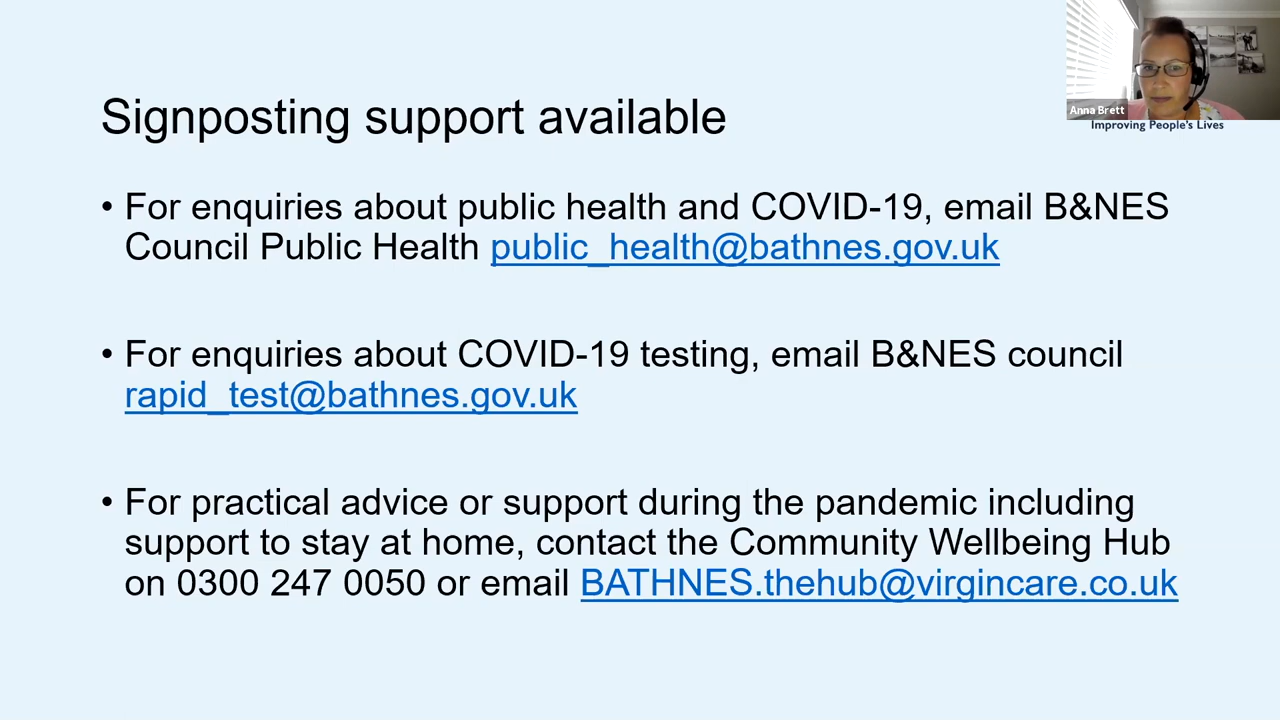 Anna Brett
Improving People's Lives
Signposting support available
• For enquiries about public health and COVID-19, email B&NES
Council Public Health public_health@bathnes.gov.uk
• For enquiries about COVID-19 testing, email B&NES council
rapid_test@bathnes.gov.uk
• For practical advice or support during the pandemic including
support to stay at home, contact the Community Wellbeing Hub
on 0300 247 0050 or email BATHNES.thehub@virgincare.co.uk